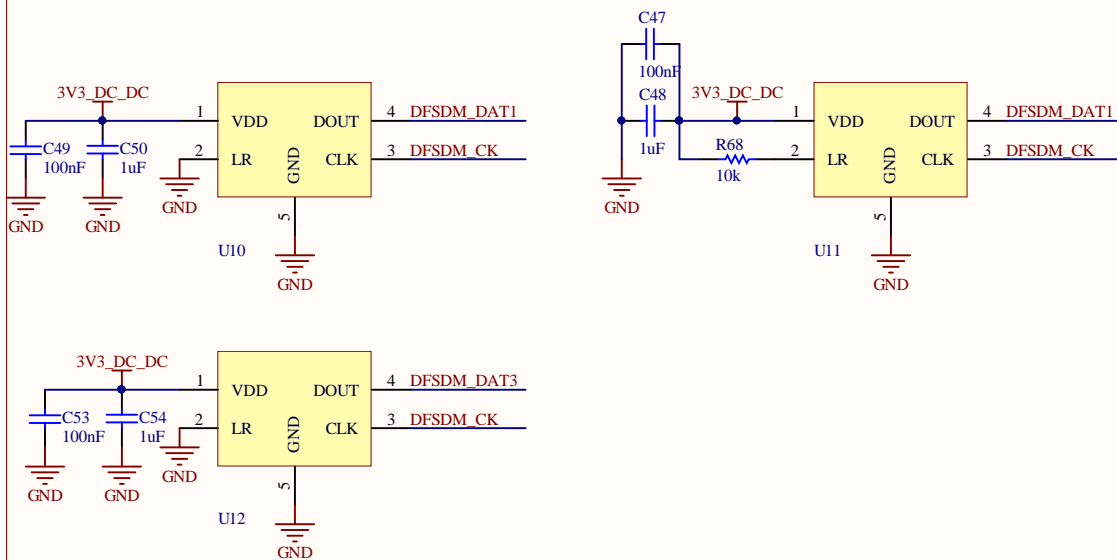 3V3_DC_DC
C49
100nF
C50
1uF
GND
GND
1
VDD
2
LR
GND
DOUT
4
DFSDM_DAT1
CLK
3
DFSDM_CK
GND
5
GND
U10
C47
100nF
C48
1uF
GND
3V3_DC_DC
R68
10k
1
VDD
2
LR
DOUT
4
DFSDM_DAT1
CLK
3
DFSDM_CK
GND
5
GND
U11
3V3_DC_DC
C53
100nF
C54
1uF
GND
GND
1
VDD
2
LR
GND
DOUT
4
DFSDM_DAT3
CLK
3
DFSDM_CK
GND
5
GND
U12